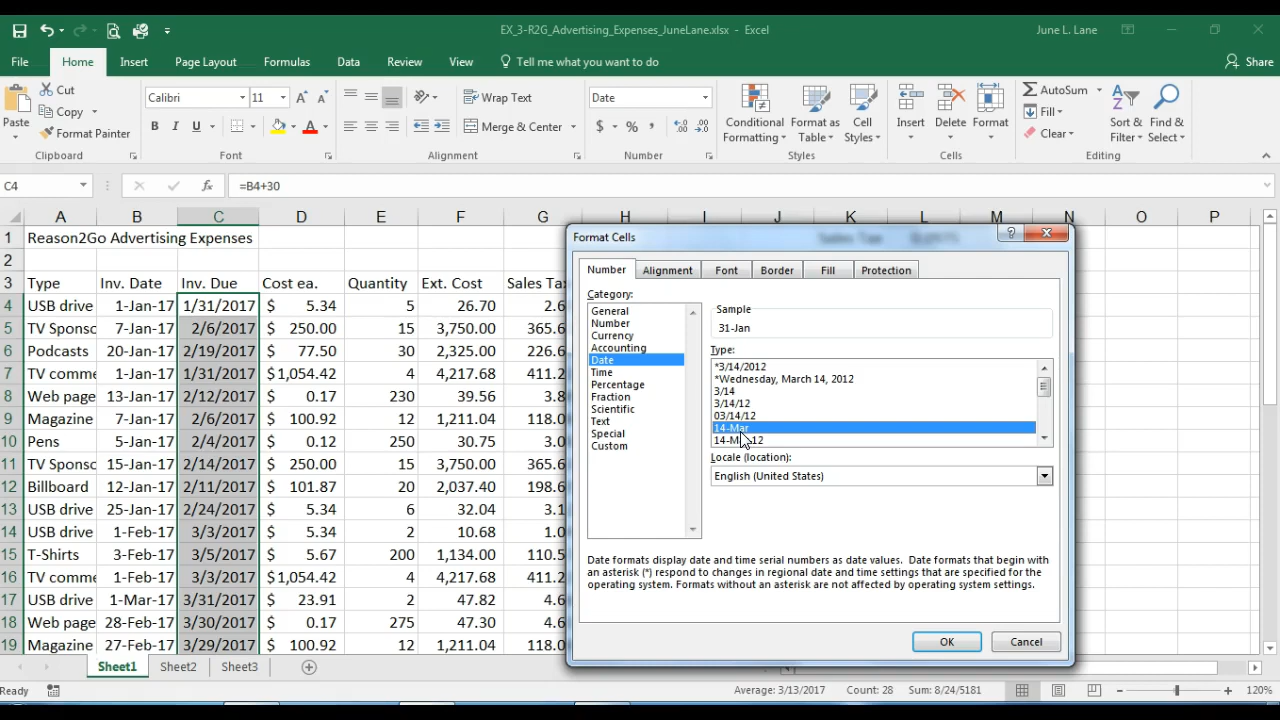 EX_3-R2G_Advertising_Expenses_JuneLane.xlsx - Excel
June L. Lane
File Home Insert Page Layout Formulas Data Review View Tell me what you want to do Share
Paste
Cut
Copy
Format Painter
Clipboard
Calibri 11
B I U
Font
Wrap Text
Merge & Center
Alignment
Date
$ % ,
Number
Conditional Formatting
Format as Table
Cell Styles
Styles
Insert Delete Format
Cells
AutoSum
Fill
Clear
Sort & Filter
Find & Select
Editing
C4 fx =B4+30
A B C D E F G H I J K L M N O P
1 Reason2Go Advertising Expenses Sales Tax 0.0975
2
3 Type Inv. Date Inv. Due Cost ea. Quantity Ext. Cost Sales Tax
4 USB drive 1-Jan-17 1/31/2017 $ 5.34 5 26.70 2.6
5 TV Sponso 7-Jan-17 2/6/2017 $ 250.00 15 3,750.00 365.6
6 Podcasts 20-Jan-17 2/19/2017 $ 77.50 30 2,325.00 226.6
7 TV comme 1-Jan-17 1/31/2017 $1,054.42 4 4,217.68 411.2
8 Web page 13-Jan-17 2/12/2017 $ 0.17 230 39.56 3.8
9 Magazine 7-Jan-17 2/6/2017 $ 100.92 12 1,211.04 118.0
10 Pens 5-Jan-17 2/4/2017 $ 0.12 250 30.75 3.0
11 TV Sponso 15-Jan-17 2/14/2017 $ 250.00 15 3,750.00 365.6
12 Billboard 12-Jan-17 2/11/2017 $ 101.87 20 2,037.40 198.6
13 USB drive 25-Jan-17 2/24/2017 $ 5.34 6 32.04 3.1
14 USB drive 1-Feb-17 3/3/2017 $ 5.34 2 10.68 1.0
15 T-Shirts 3-Feb-17 3/5/2017 $ 5.67 200 1,134.00 110.5
16 TV comme 1-Feb-17 3/3/2017 $1,054.42 4 4,217.68 411.2
17 USB drive 1-Mar-17 3/31/2017 $ 23.91 2 47.82 4.6
18 Web page 28-Feb-17 3/30/2017 $ 0.17 275 47.30 4.6
19 Magazine 27-Feb-17 3/29/2017 $ 100.92 12 1,211.04 118.0
Format Cells
?
Number Alignment Font Border Fill Protection
Category:
General
Number
Currency
Accounting
Date
Time
Percentage
Fraction
Scientific
Text
Special
Custom
Sample
31-Jan
Type:
*3/14/2012
*Wednesday, March 14, 2012
3/14
3/14/12
03/14/12
14-Mar
Locale (location):
English (United States)
Date formats display date and time serial numbers as date values. Date formats that begin with
an asterisk (*) respond to changes in regional date and time settings that are specified for the
operating system. Formats without an asterisk are not affected by operating system settings.
OK Cancel
Sheet1 Sheet2 Sheet3
Ready Average: 3/13/2017 Count: 28 Sum: 8/24/5181 120%